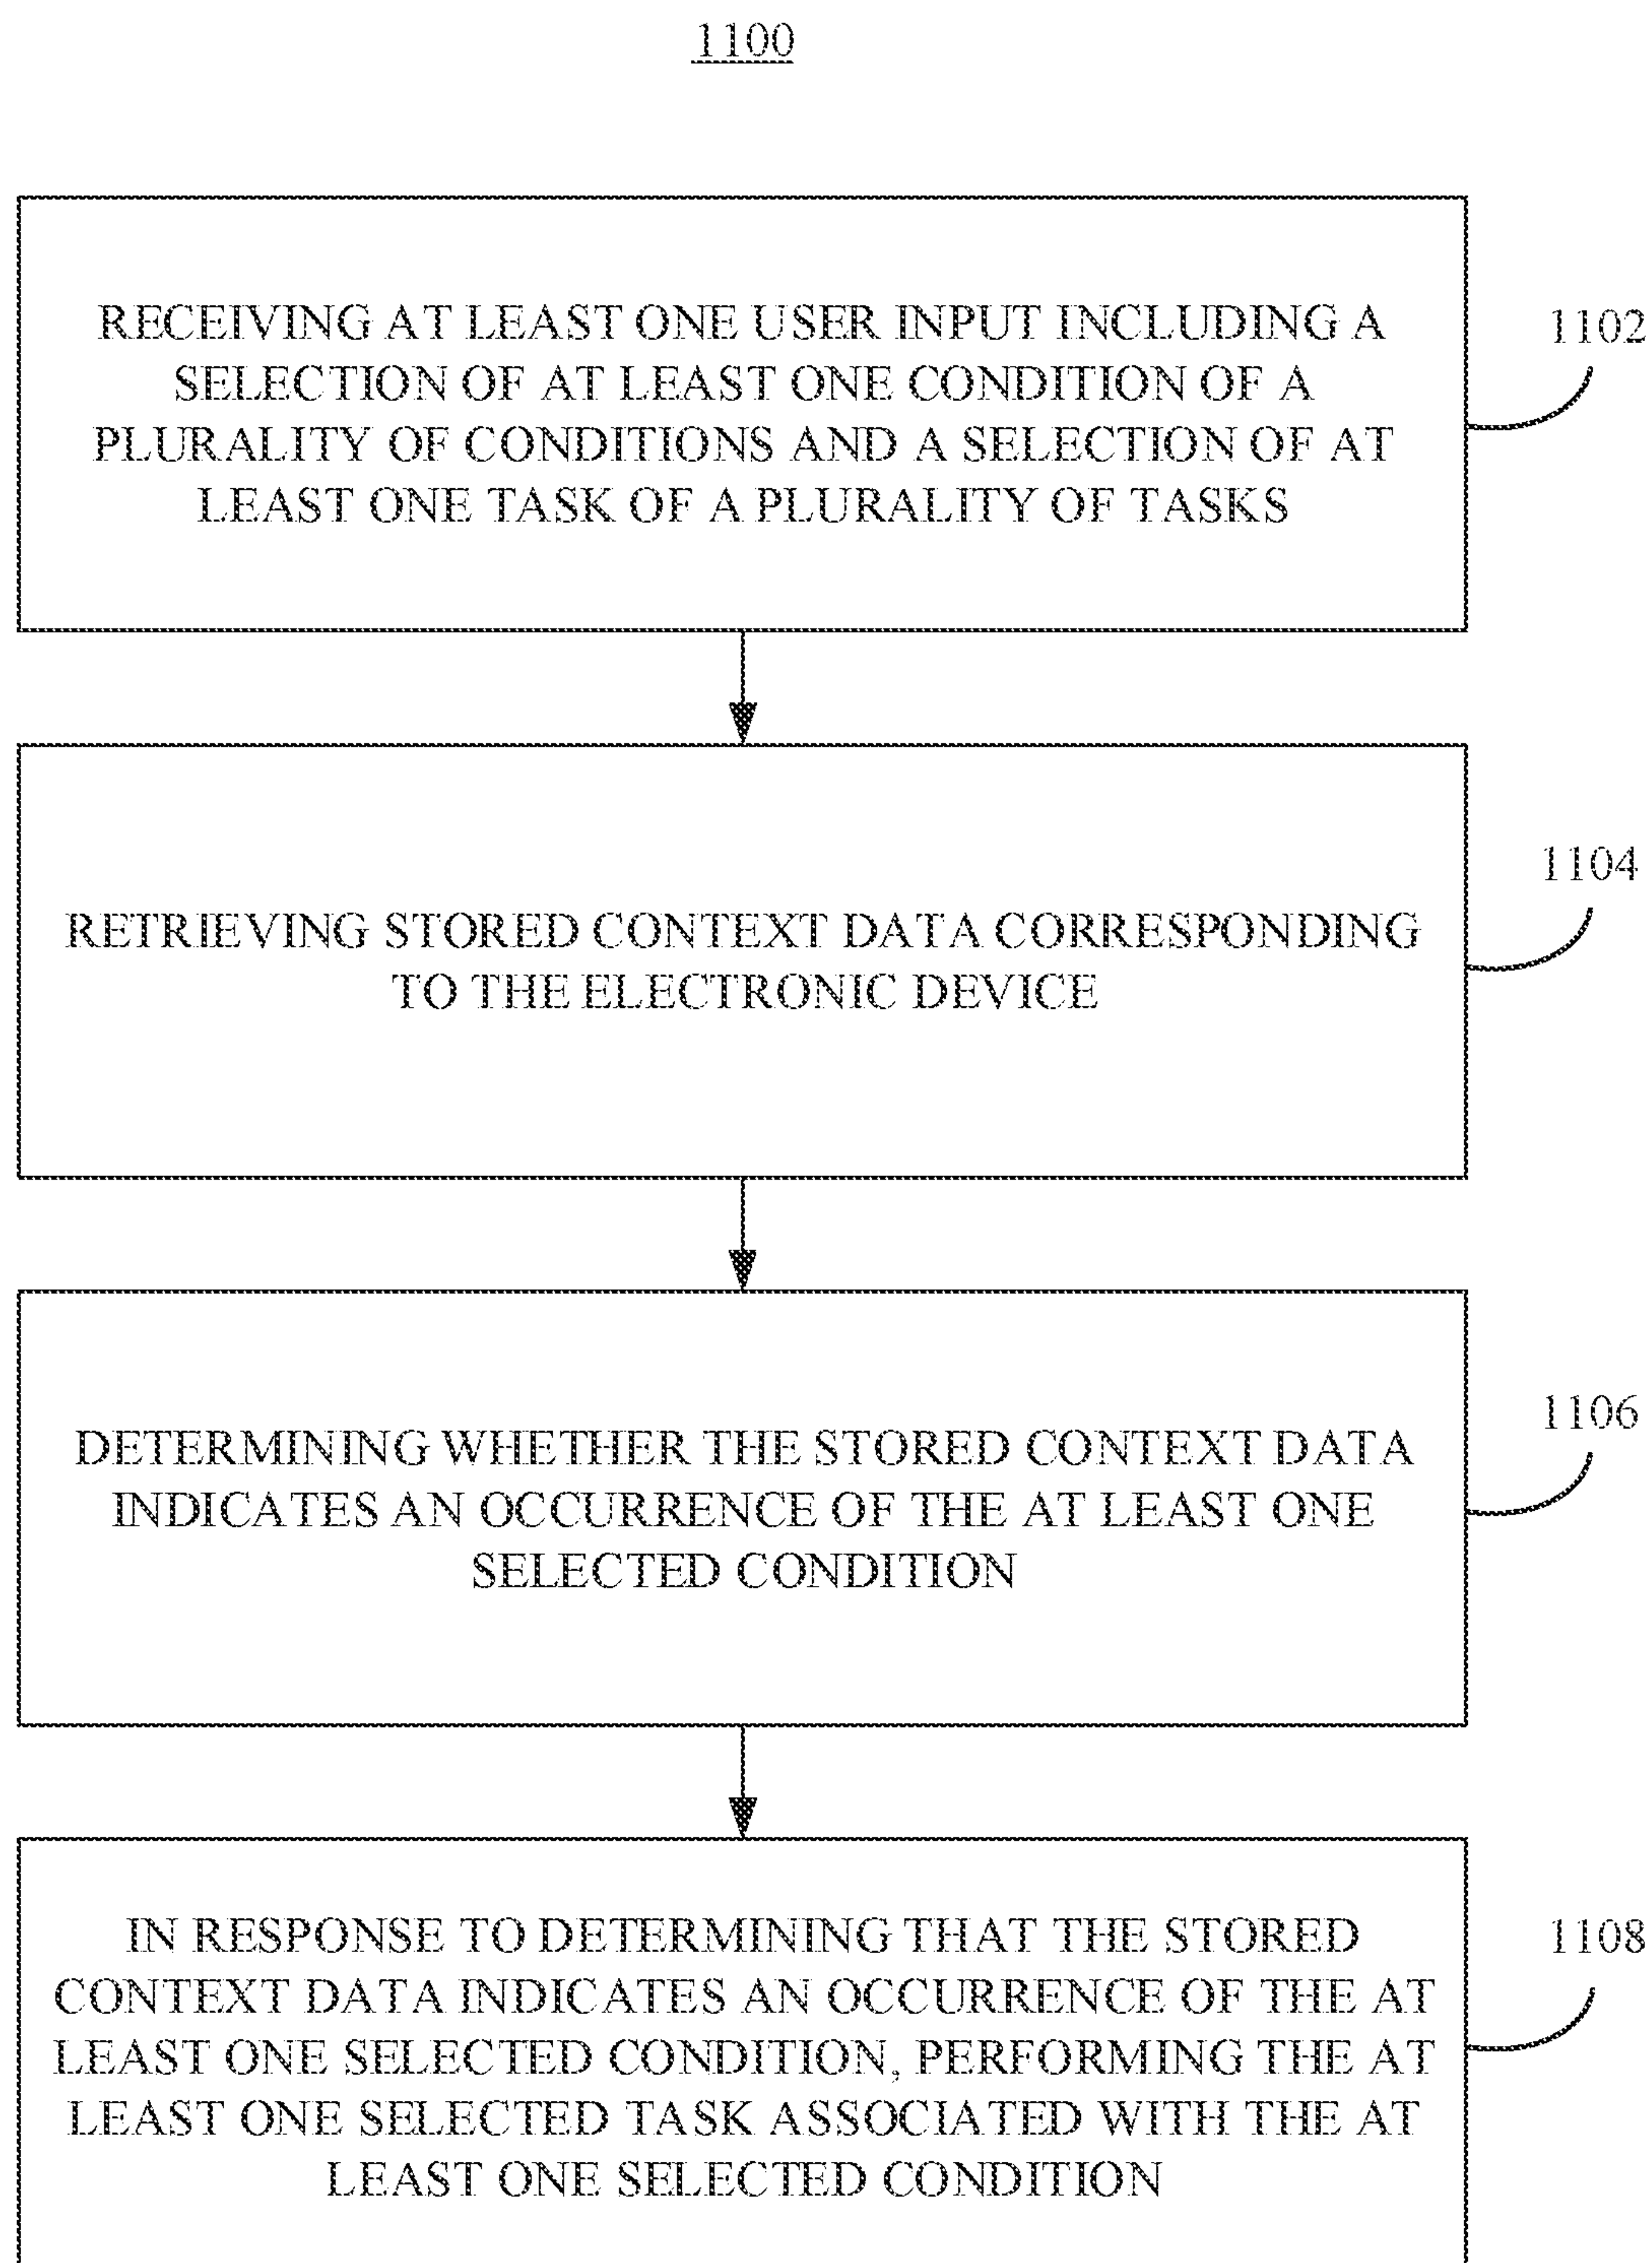 1100
RECEIVING AT LEAST ONE USER INPUT INCLUDING A
SELECTION OF AT LEAST ONE CONDITION OF A
PLURALITY OF CONDITIONS AND A SELECTION OF AT
LEAST ONE TASK OF A PLURALITY OF TASKS
1102
RETRIEVING STORED CONTEXT DATA CORRESPONDING
TO THE ELECTRONIC DEVICE
1104
DETERMINING WHETHER THE STORED CONTEXT DATA
INDICATES AN OCCURRENCE OF THE AT LEAST ONE
SELECTED CONDITION
1106
IN RESPONSE TO DETERMINING THAT THE STORED
CONTEXT DATA INDICATES AN OCCURRENCE OF THE AT
LEAST ONE SELECTED CONDITION, PERFORMING THE AT
LEAST ONE SELECTED TASK ASSOCIATED WITH THE AT
LEAST ONE SELECTED CONDITION
1108